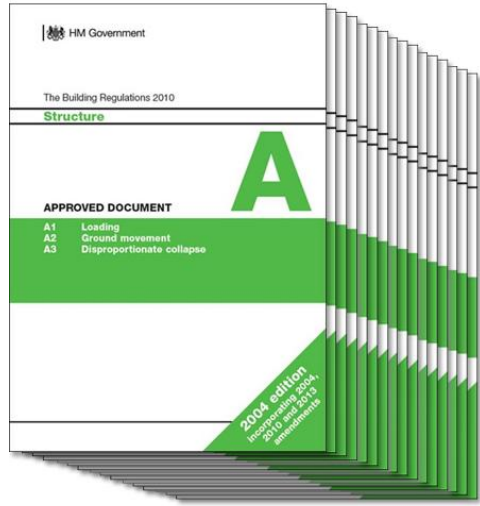 HM Government
The Building Regulations 2010
Structure
A
APPROVED DOCUMENT
A1 Loading
A2 Ground movement
A3 Disproportionate collapse
2004 edition
incorporating 2004,
2010 and 2013
amendments